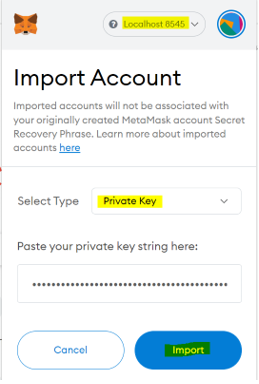 Localhost 8545
Import Account
Imported accounts will not be associated with
your originally created MetaMask account Secret
Recovery Phrase. Learn more about imported
accounts here
Select Type
Private Key
Paste your private key string here:
Cancel
Import